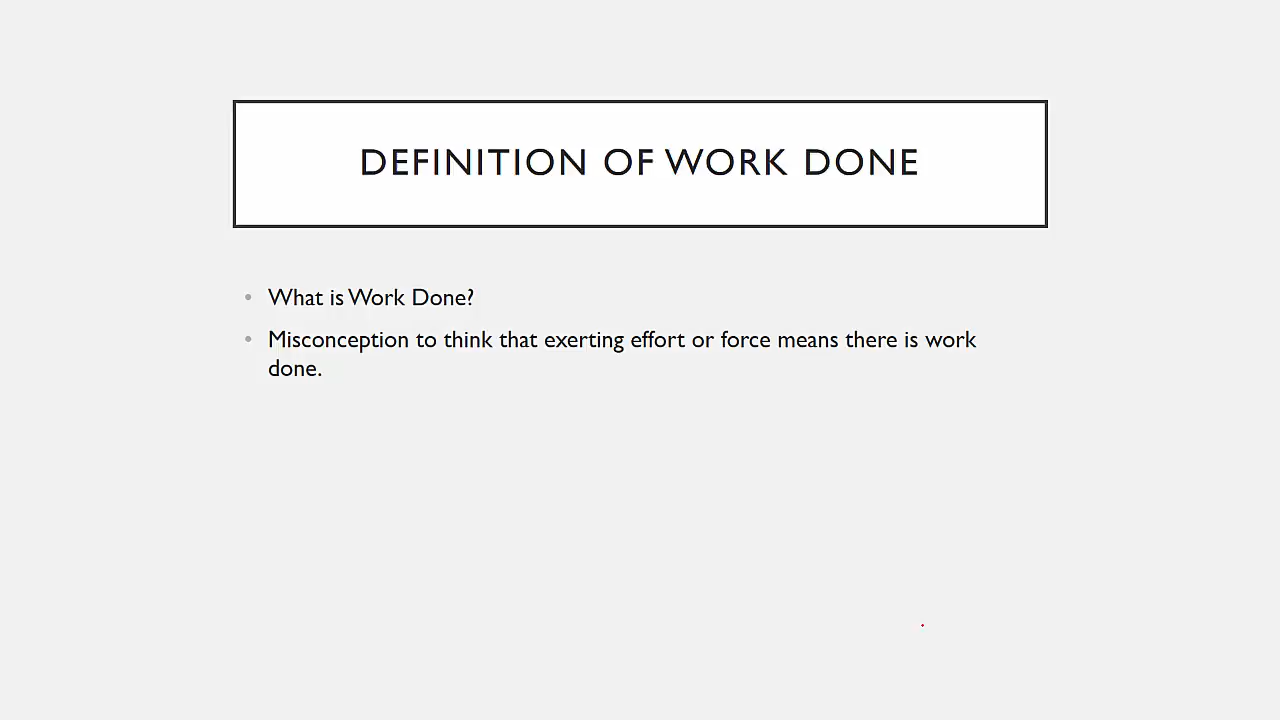 DEFINITION OF WORK DONE
• What is Work Done?
• Misconception to think that exerting effort or force means there is work
done.